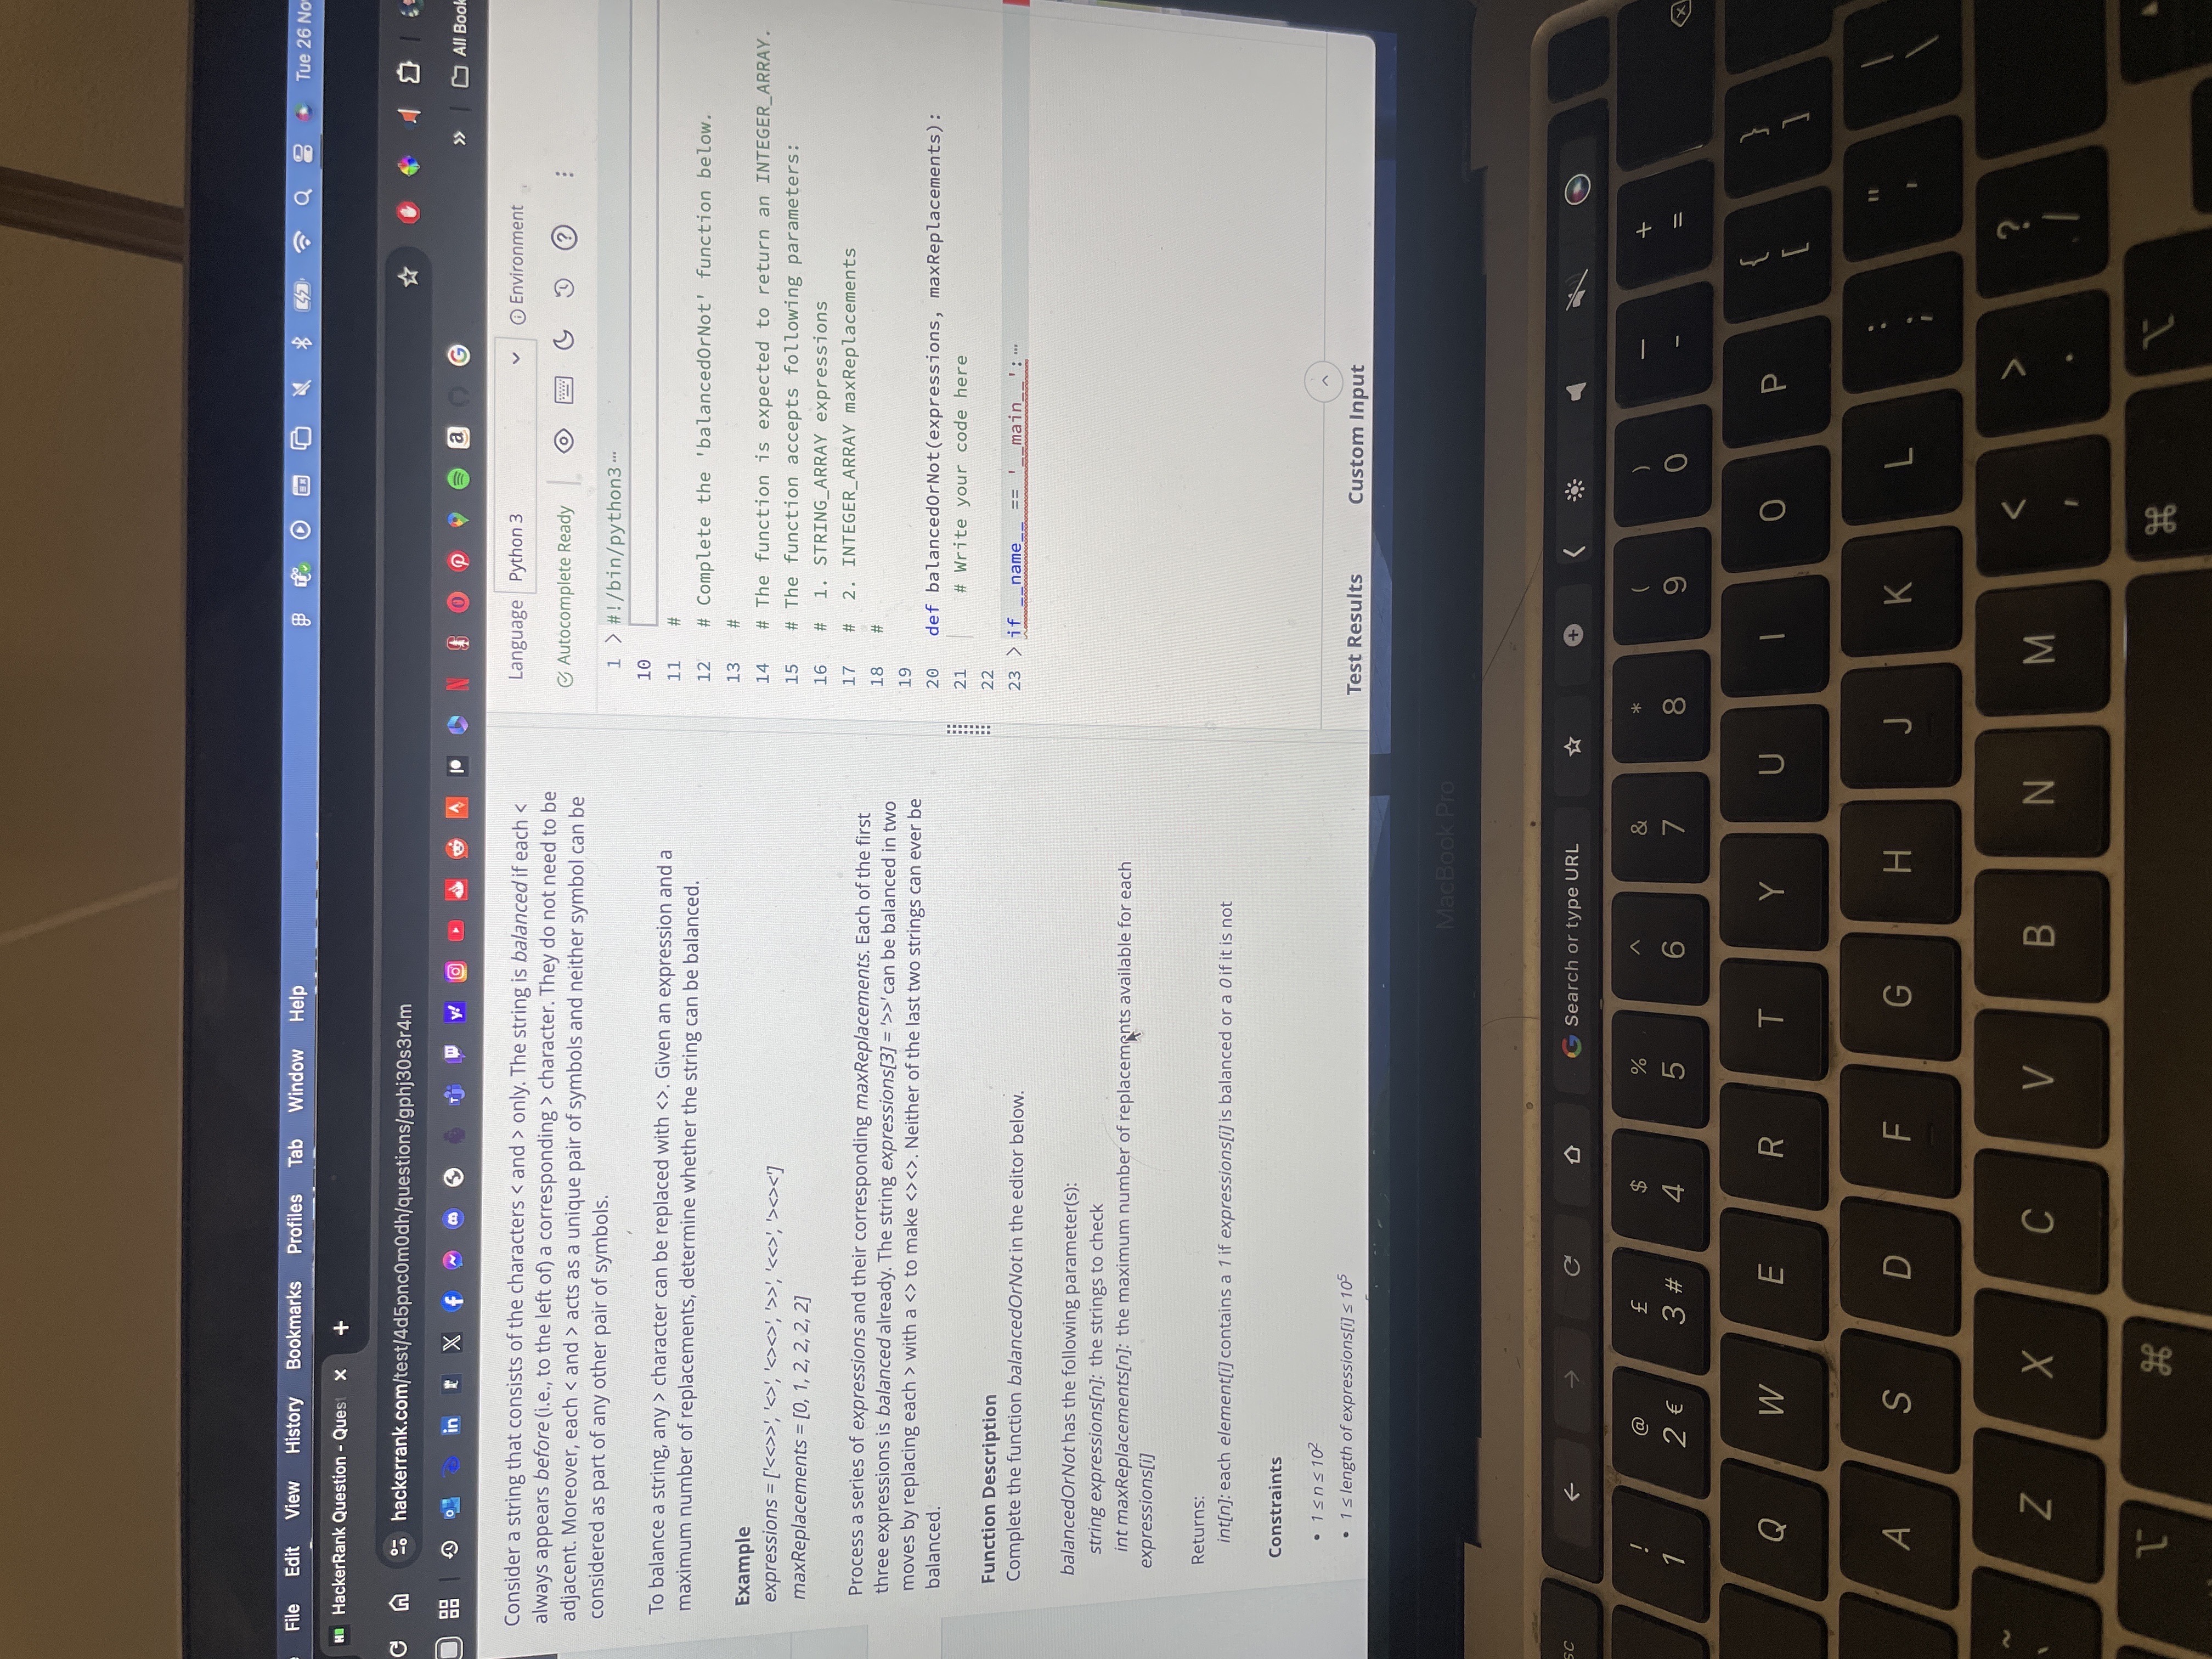 File Edit View History Bookmarks Profiles Tab Window Help Tue 26 No
HackerRank Question - Quest
hackerrank.com/test/4d5pnc0m0dh/questions/gphj30s3r4m
All Book
Consider a string that consists of the characters < and > only. The string is balanced if each <
always appears before (i.e., to the left of) a corresponding > character. They do not need to be
adjacent. Moreover, each < and > acts as a unique pair of symbols and neither symbol can be
considered as part of any other pair of symbols.
To balance a string, any > character can be replaced with <>. Given an expression and a
maximum number of replacements, determine whether the string can be balanced.
Example
expressions = ['<<>>', '<>', '<><>', '>>', '<<>', '><><']
maxReplacements = [0, 1, 2, 2, 2, 2]
Process a series of expressions and their corresponding maxReplacements. Each of the first
three expressions is balanced already. The string expressions[3] = '>>' can be balanced in two
moves by replacing each > with a <> to make <><>. Neither of the last two strings can ever be
balanced.
Function Description
Complete the function balancedOrNot in the editor below.
balancedOrNot has the following parameter(s):
string expressions[n]: the strings to check
int maxReplacements[n]: the maximum number of replacements available for each
expressions[i]
Returns:
int[n]: each element[i] contains a 1 if expressions[i] is balanced or a 0 if it is not
Constraints
• 1 ≤ n ≤ 10²
• 1 ≤ length of expressions[i] ≤ 10⁵
Language Python 3 Environment
Autocomplete Ready
1 #!/bin/python3 ...
10
11 #
12 # Complete the 'balancedOrNot' function below.
13 #
14 # The function is expected to return an INTEGER_ARRAY.
15 # The function accepts following parameters:
16 # 1. STRING_ARRAY expressions
17 # 2. INTEGER_ARRAY maxReplacements
18 #
19
20 def balancedOrNot(expressions, maxReplacements):
21 # Write your code here
22
23 if __name__ == '__main__': ...
Test Results Custom Input
MacBook Pro
Search or type URL
! @ £ $ % ^ & * ( ) — +
1 2 € 3 # 4 5 6 7 8 9 0 - =
Q W E R T Y U I O P { }
[ ]
A S D F G H J K L : " |
; ' \
~ Z X C V B N M < > ?
` , . /
⌥ ⌘ ⌘ ⌥